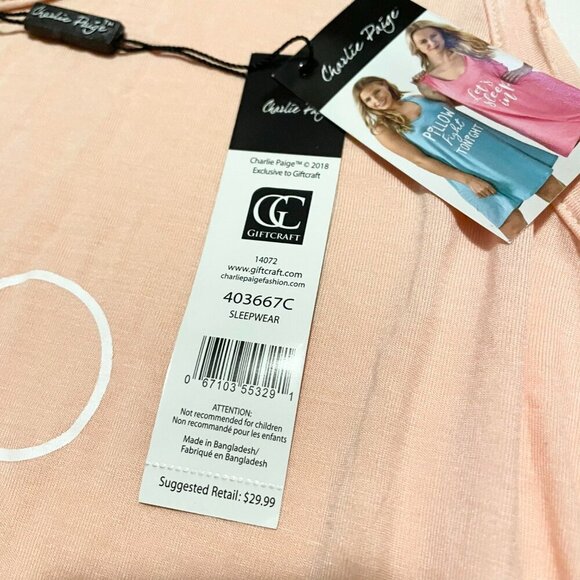 Charlie Paige
Charlie Paige
Charlie Paige
PILLOW
Fight
TONIGHT
Let's
Sleep
in
Charlie Paige™ © 2018
Exclusive to Giftcraft
GC
GIFTCRAFT
14072
www.giftcraft.com
charliepaigefashion.com
403667C
SLEEPWEAR
0 67103 55329 1
ATTENTION:
Not recommended for children
Non recommandé pour les enfants
Made in Bangladesh/
Fabriqué en Bangladesh
Suggested Retail: $29.99